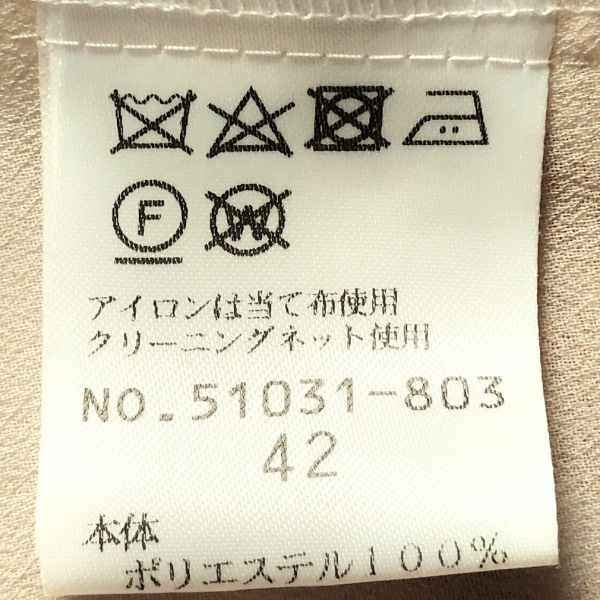 F W
アイロンは当て布使用
クリーニングネット使用
NO.51031-803
42
本体
ポリエステル100%